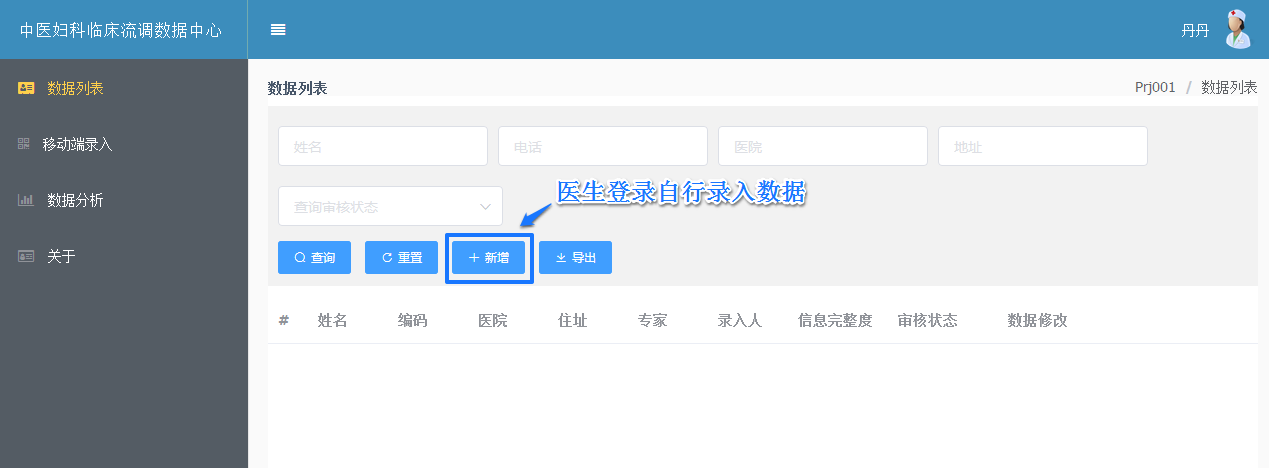 中医妇科临床流调数据中心
丹丹
数据列表
移动端录入
数据分析
关于
数据列表
Prj001 / 数据列表
姓名 电话 医院 地址
查询审核状态
医生登录自行录入数据
查询 重置 新增 导出
# 姓名 编码 医院 住址 专家 录入人 信息完整度 审核状态 数据修改